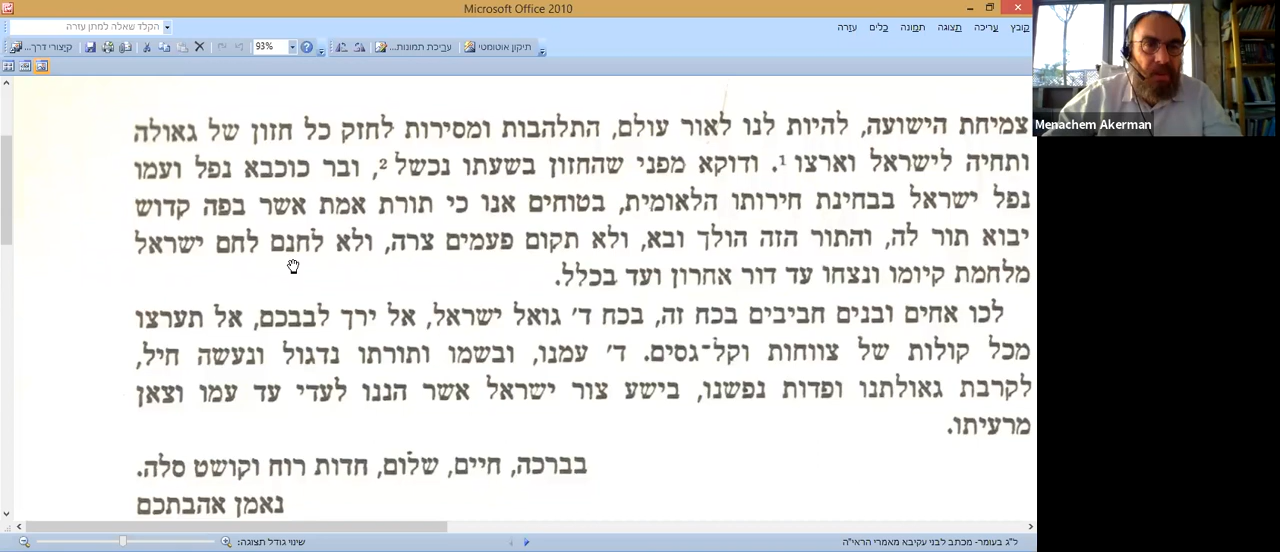 Microsoft Office 2010
קובץ עריכה תצוגה תמונה כלים עזרה
הקלד שאלה למתן עזרה
קיצורי דרך...
93%
עריכת תמונות...
תיקון אוטומטי
Menachem Akerman
צמיחת הישועה, להיות לנו לאור עולם, התלהבות ומסירות לחזק כל חזון של גאולה
ותחיה לישראל וארצו ¹. ודוקא מפני שהחזון בשעתו נכשל ², ובר כוכבא נפל ועמו
נפל ישראל בבחינת חירותו הלאומית, בטוחים אנו כי תורת אמת אשר בפה קדוש
יבוא תור לה, והתור הזה הולך ובא, ולא תקום פעמים צרה, ולא לחנם לחם ישראל
מלחמת קיומו ונצחו עד דור אחרון ועד בכלל.
לכו אחים ובנים חביבים בכח זה, בכח ד׳ גואל ישראל, אל ירך לבבכם, אל תערצו
מכל קולות של צווחות וקל־גסים. ד׳ עמנו, ובשמו ותורתו נדגול ונעשה חיל,
לקרבת גאולתנו ופדות נפשנו, בישע צור ישראל אשר הננו לעדי עד עמו וצאן
מרעיתו.
בברכה, חיים, שלום, חדות רוח וקושט סלה.
נאמן אהבתכם
ל״ג בעומר- מכתב לבני עקיבא מאמרי הראי״ה
שינוי גודל תצוגה: